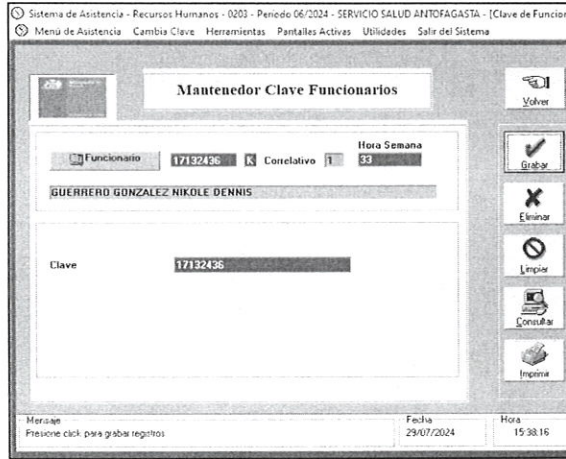 Sistema de Asistencia - Recursos Humanos - 0203 - Periodo 06/2024 - SERVICIO SALUD ANTOFAGASTA - [Clave de Funcion
Menú de Asistencia Cambia Clave Herramientas Pantallas Activas Utilidades Salir del Sistema
Mantenedor Clave Funcionarios
Volver
Hora Semana
Funcionario 17132436 K Correlativo 1 33
Grabar
GUERRERO GONZALEZ NIKOLE DENNIS
Eliminar
Clave 17132436
Limpiar
Consultar
Imprimir
Mensaje Fecha Hora
Presione click para grabar registros 29/07/2024 15:38:16